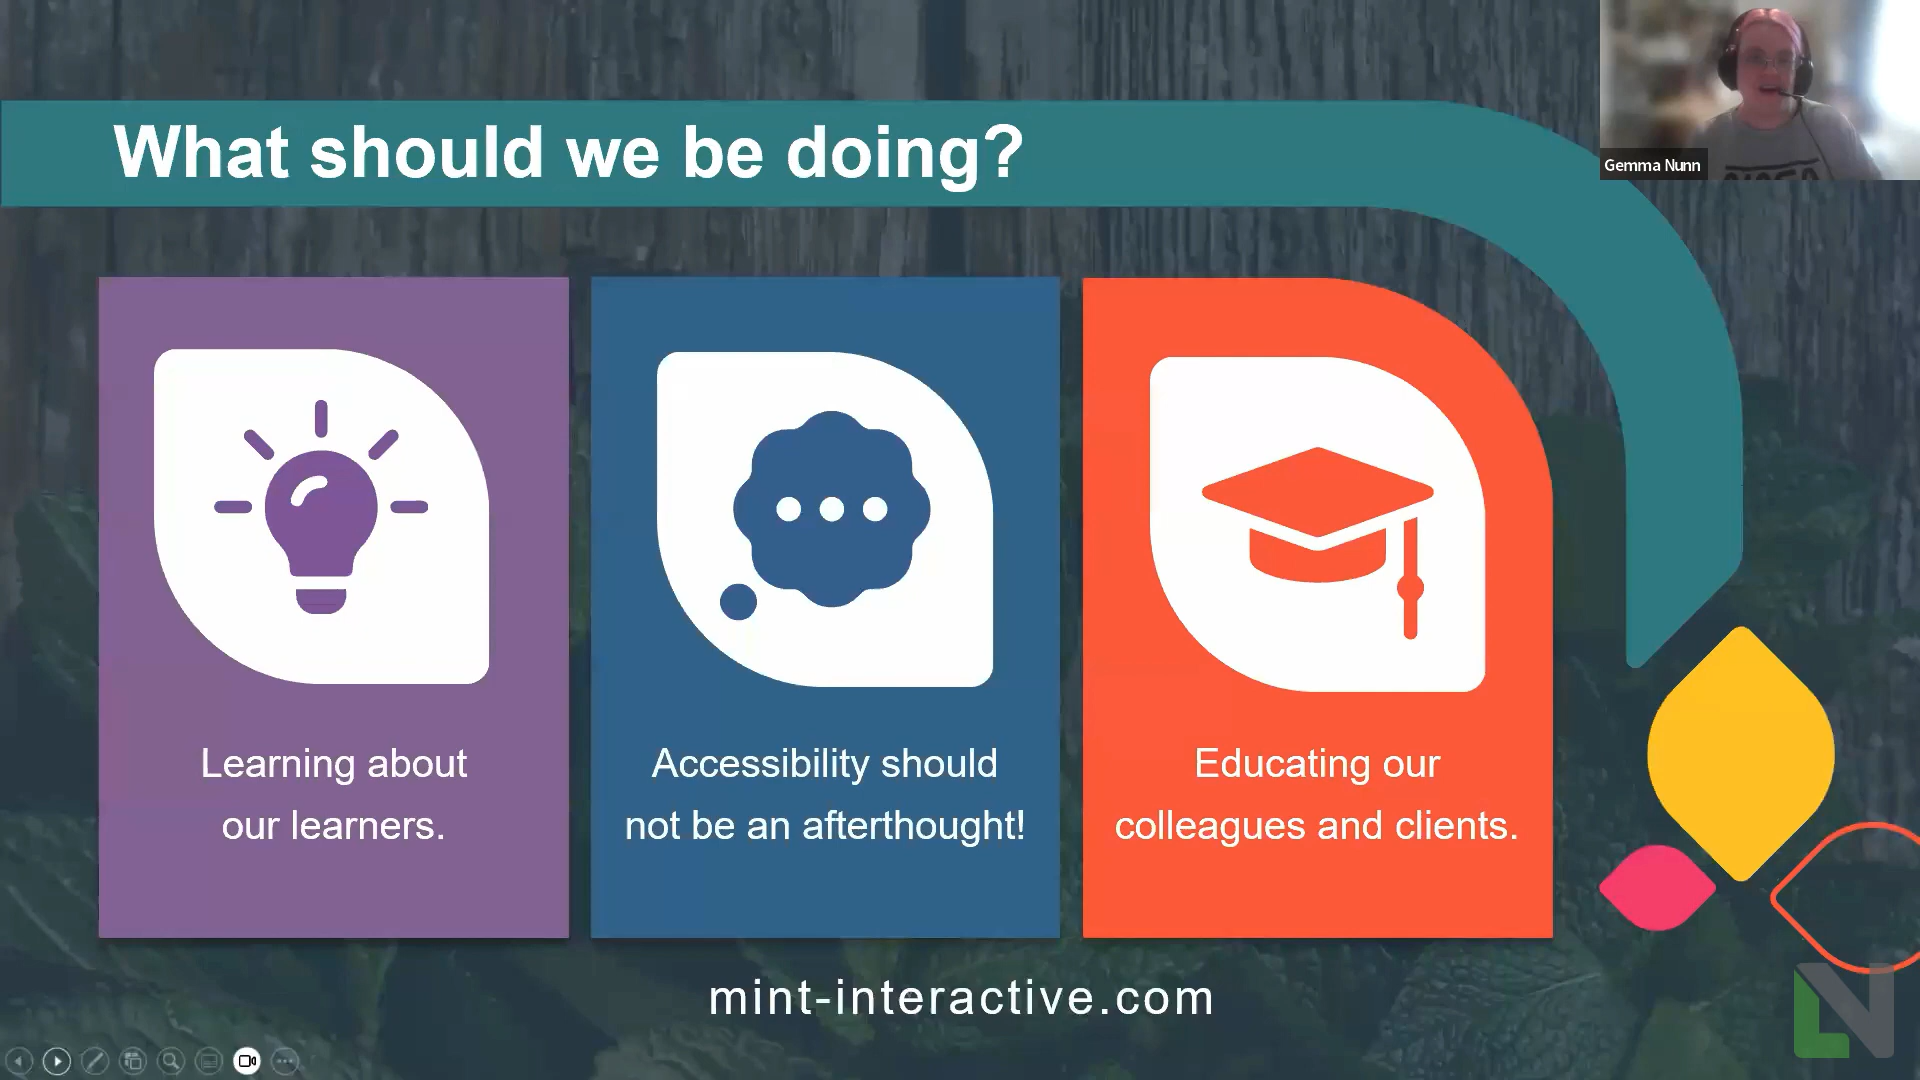 What should we be doing?
Gemma Nunn
Learning about
our learners.
Accessibility should
not be an afterthought!
Educating our
colleagues and clients.
mint-interactive.com
LN